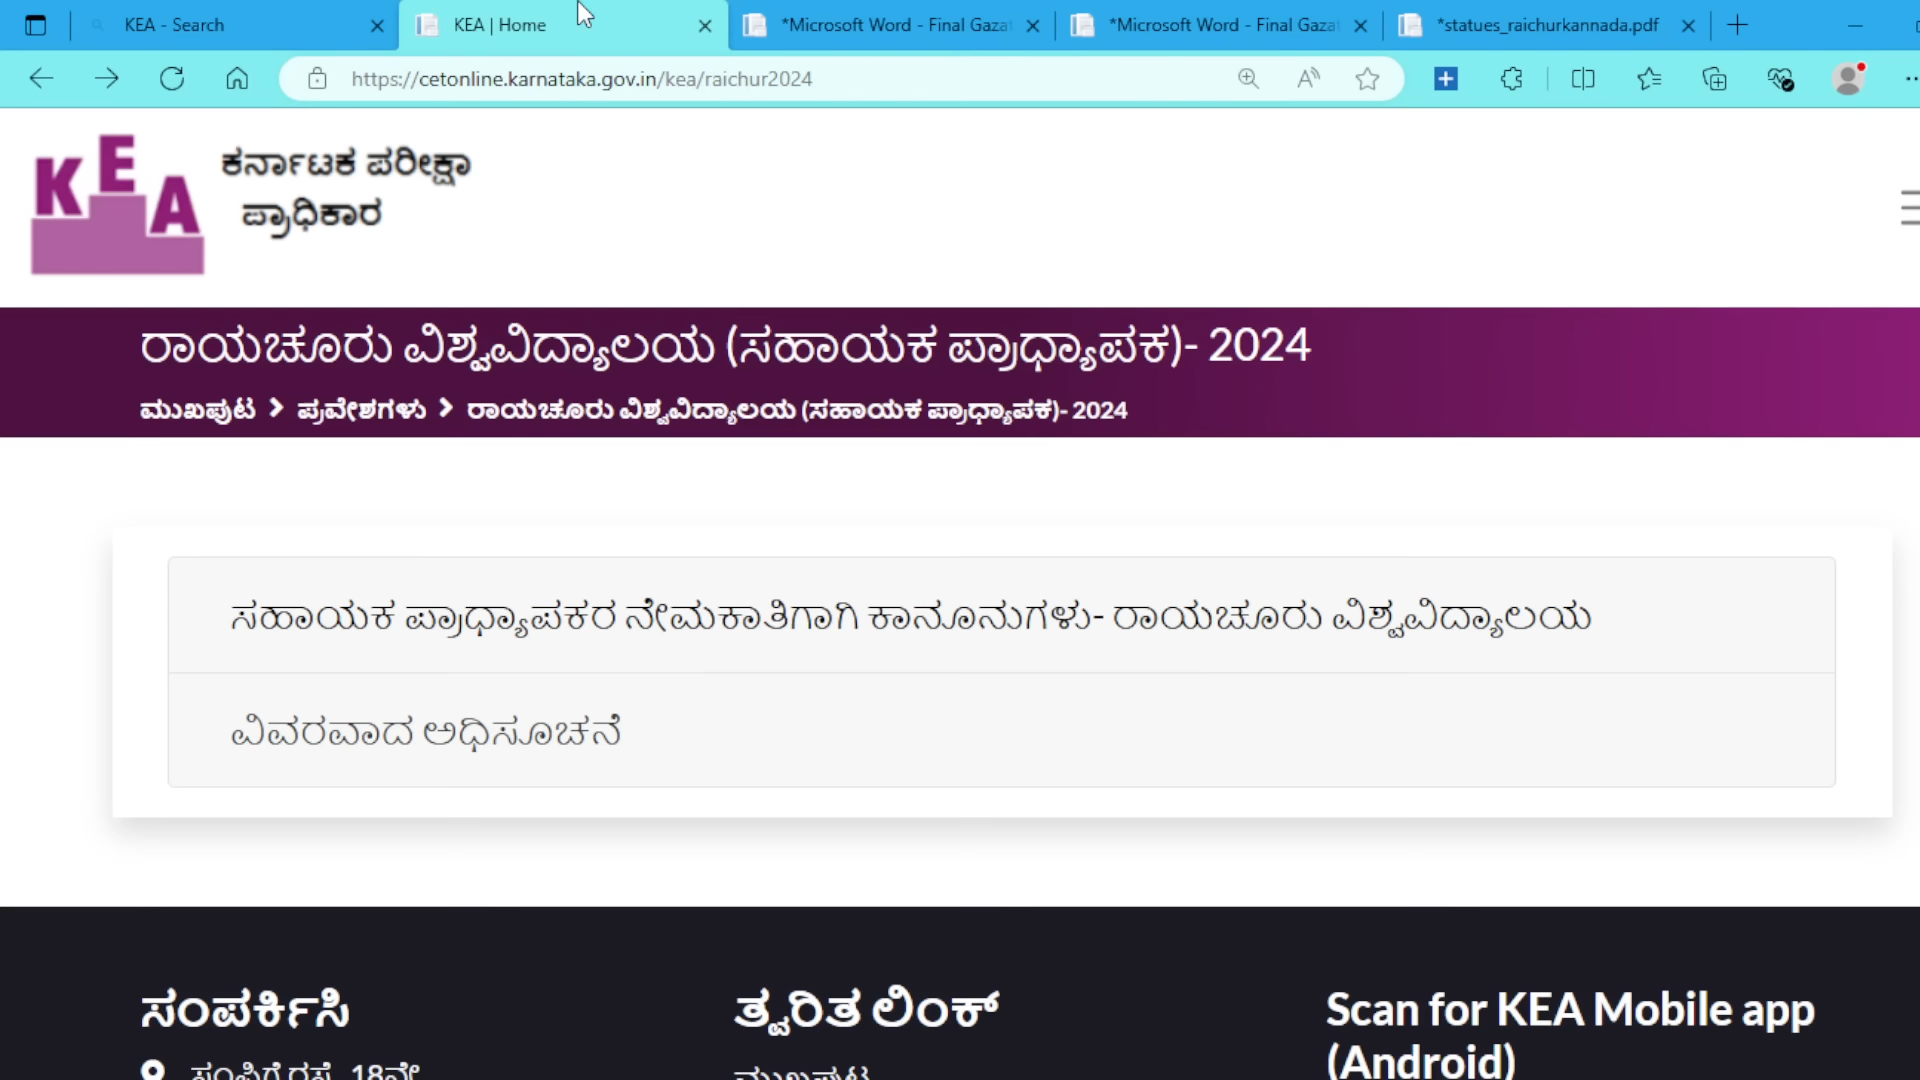 KEA - Search
KEA | Home
*Microsoft Word - Final Gaza
*Microsoft Word - Final Gaza
*statues_raichurkannada.pdf
https://cetonline.karnataka.gov.in/kea/raichur2024
KEA
ಕರ್ನಾಟಕ ಪರೀಕ್ಷಾ
ಪ್ರಾಧಿಕಾರ
ರಾಯಚೂರು ವಿಶ್ವವಿದ್ಯಾಲಯ (ಸಹಾಯಕ ಪ್ರಾಧ್ಯಾಪಕ)- 2024
ಮುಖಪುಟ > ಪ್ರವೇಶಗಳು > ರಾಯಚೂರು ವಿಶ್ವವಿದ್ಯಾಲಯ (ಸಹಾಯಕ ಪ್ರಾಧ್ಯಾಪಕ)- 2024
ಸಹಾಯಕ ಪ್ರಾಧ್ಯಾಪಕರ ನೇಮಕಾತಿಗಾಗಿ ಕಾನೂನುಗಳು- ರಾಯಚೂರು ವಿಶ್ವವಿದ್ಯಾಲಯ
ವಿವರವಾದ ಅಧಿಸೂಚನೆ
ಸಂಪರ್ಕಿಸಿ
ತ್ವರಿತ ಲಿಂಕ್
Scan for KEA Mobile app
(Android)
ಸಂಪಿಗೆ ರಸ್ತೆ, 18ನೇ
ಮುಖಪುಟ